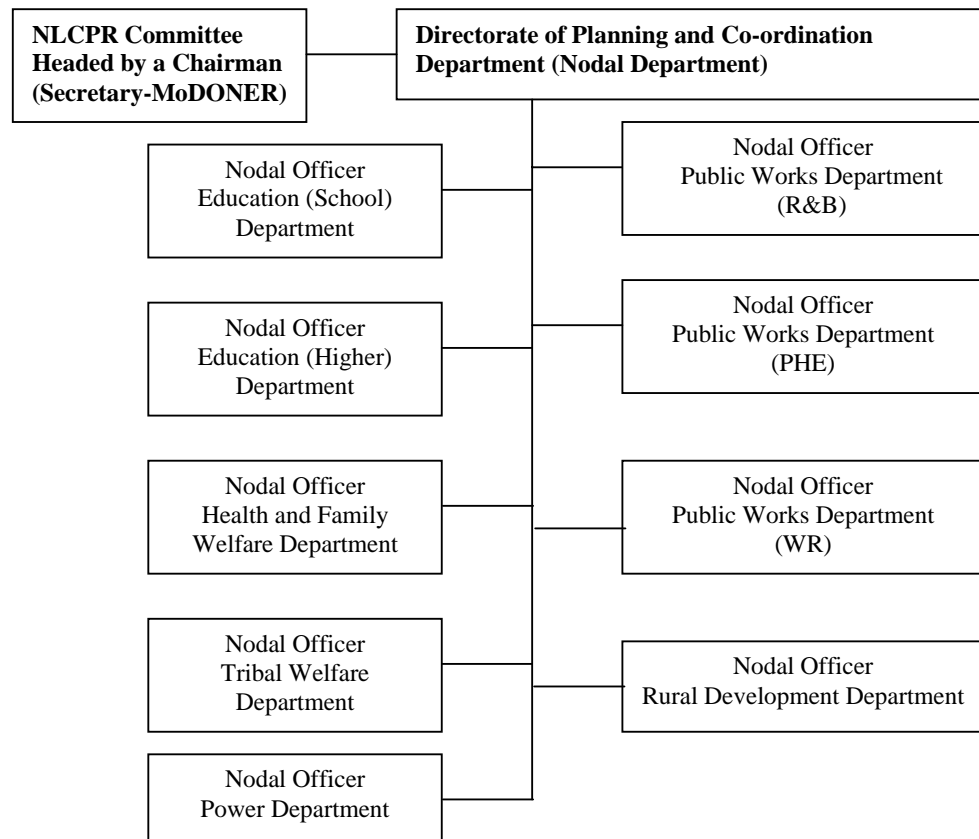 NLCPR Committee
Headed by a Chairman
(Secretary-MoDONER)
Directorate of Planning and Co-ordination
Department (Nodal Department)
Nodal Officer
Education (School)
Department
Nodal Officer
Public Works Department
(R&B)
Nodal Officer
Education (Higher)
Department
Nodal Officer
Public Works Department
(PHE)
Nodal Officer
Health and Family
Welfare Department
Nodal Officer
Public Works Department
(WR)
Nodal Officer
Tribal Welfare
Department
Nodal Officer
Rural Development Department
Nodal Officer
Power Department